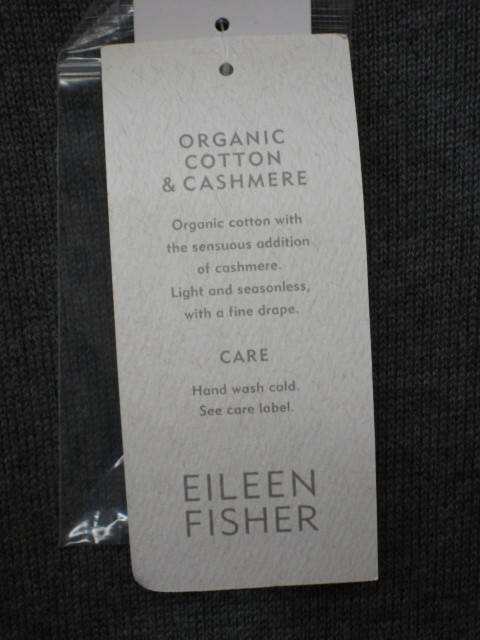 ORGANIC
COTTON
& CASHMERE
Organic cotton with
the sensuous addition
of cashmere.
Light and seasonless,
with a fine drape.
CARE
Hand wash cold.
See care label.
EILEEN
FISHER